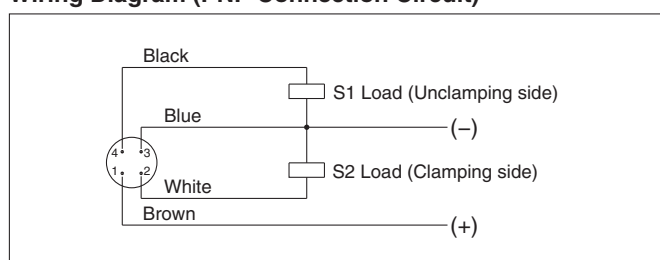 Wiring Diagram (PNP Connection Circuit)
Black
S1 Load (Unclamping side)
Blue
(−)
4 3
1 2
S2 Load (Clamping side)
White
Brown
(+)